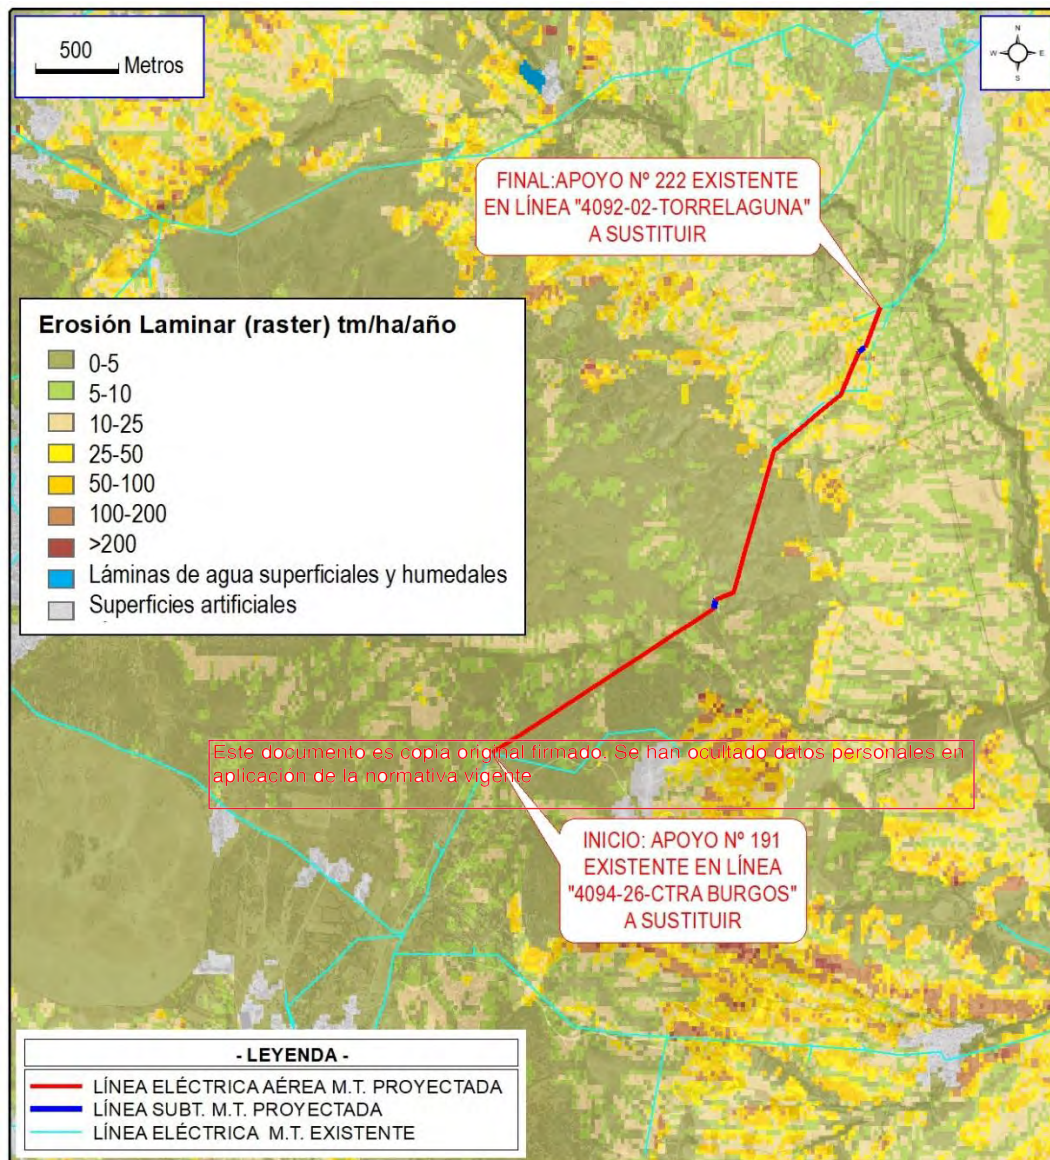 500
Metros
N
W E
S
FINAL:APOYO Nº 222 EXISTENTE
EN LÍNEA "4092-02-TORRELAGUNA"
A SUSTITUIR
Erosión Laminar (raster) tm/ha/año
0-5
5-10
10-25
25-50
50-100
100-200
>200
Láminas de agua superficiales y humedales
Superficies artificiales
Este documento es copia original firmado. Se han ocultado datos personales en
aplicación de la normativa vigente
INICIO: APOYO Nº 191
EXISTENTE EN LÍNEA
"4094-26-CTRA BURGOS"
A SUSTITUIR
- LEYENDA -
LÍNEA ELÉCTRICA AÉREA M.T. PROYECTADA
LÍNEA SUBT. M.T. PROYECTADA
LÍNEA ELÉCTRICA M.T. EXISTENTE